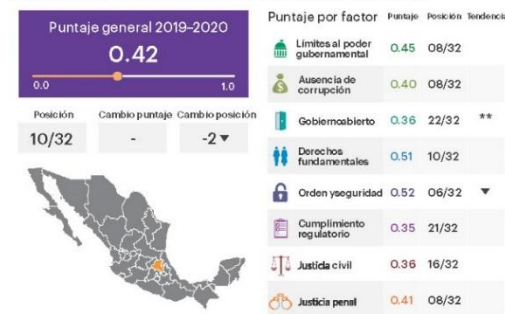 Puntaje general 2019–2020
0.42
0.0 1.0
Posición Cambio puntaje Cambio posición
10/32 - -2▼
Puntaje por factor Puntaje Posición Tendencia
Límites al poder
gubernamental 0.45 08/32
Ausencia de
corrupción 0.40 08/32
Gobiernoabierto 0.36 22/32 **
Derechos
fundamentales 0.51 10/32
Orden yseguridad 0.52 06/32 ▼
Cumplimiento
regulatorio 0.35 21/32
Justicia civil 0.36 16/32
Justicia penal 0.41 08/32